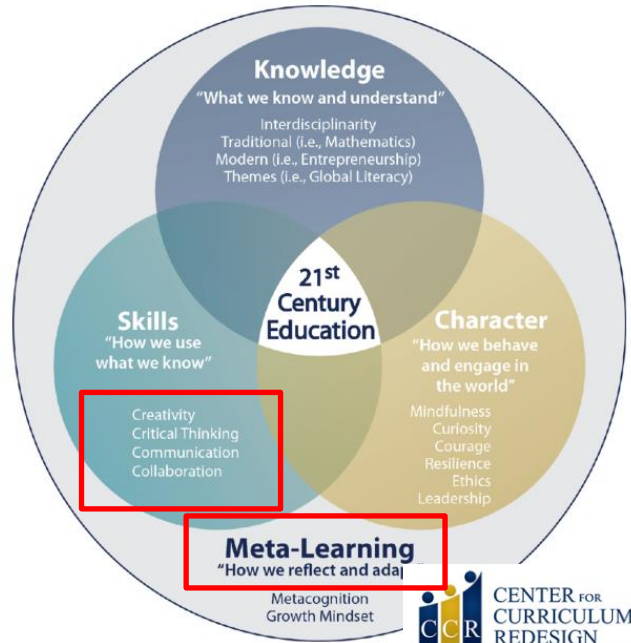 Knowledge
"What we know and understand"
Interdisciplinarity
Traditional (i.e., Mathematics)
Modern (i.e., Entrepreneurship)
Themes (i.e., Global Literacy)
21st
Century
Education
Skills
"How we use
what we know"
Creativity
Critical Thinking
Communication
Collaboration
Character
"How we behave
and engage in
the world"
Mindfulness
Curiosity
Courage
Resilience
Ethics
Leadership
Meta-Learning
"How we reflect and adap
Metacognition
Growth Mindset
CCR
CENTER FOR
CURRICULUM
REDESIGN